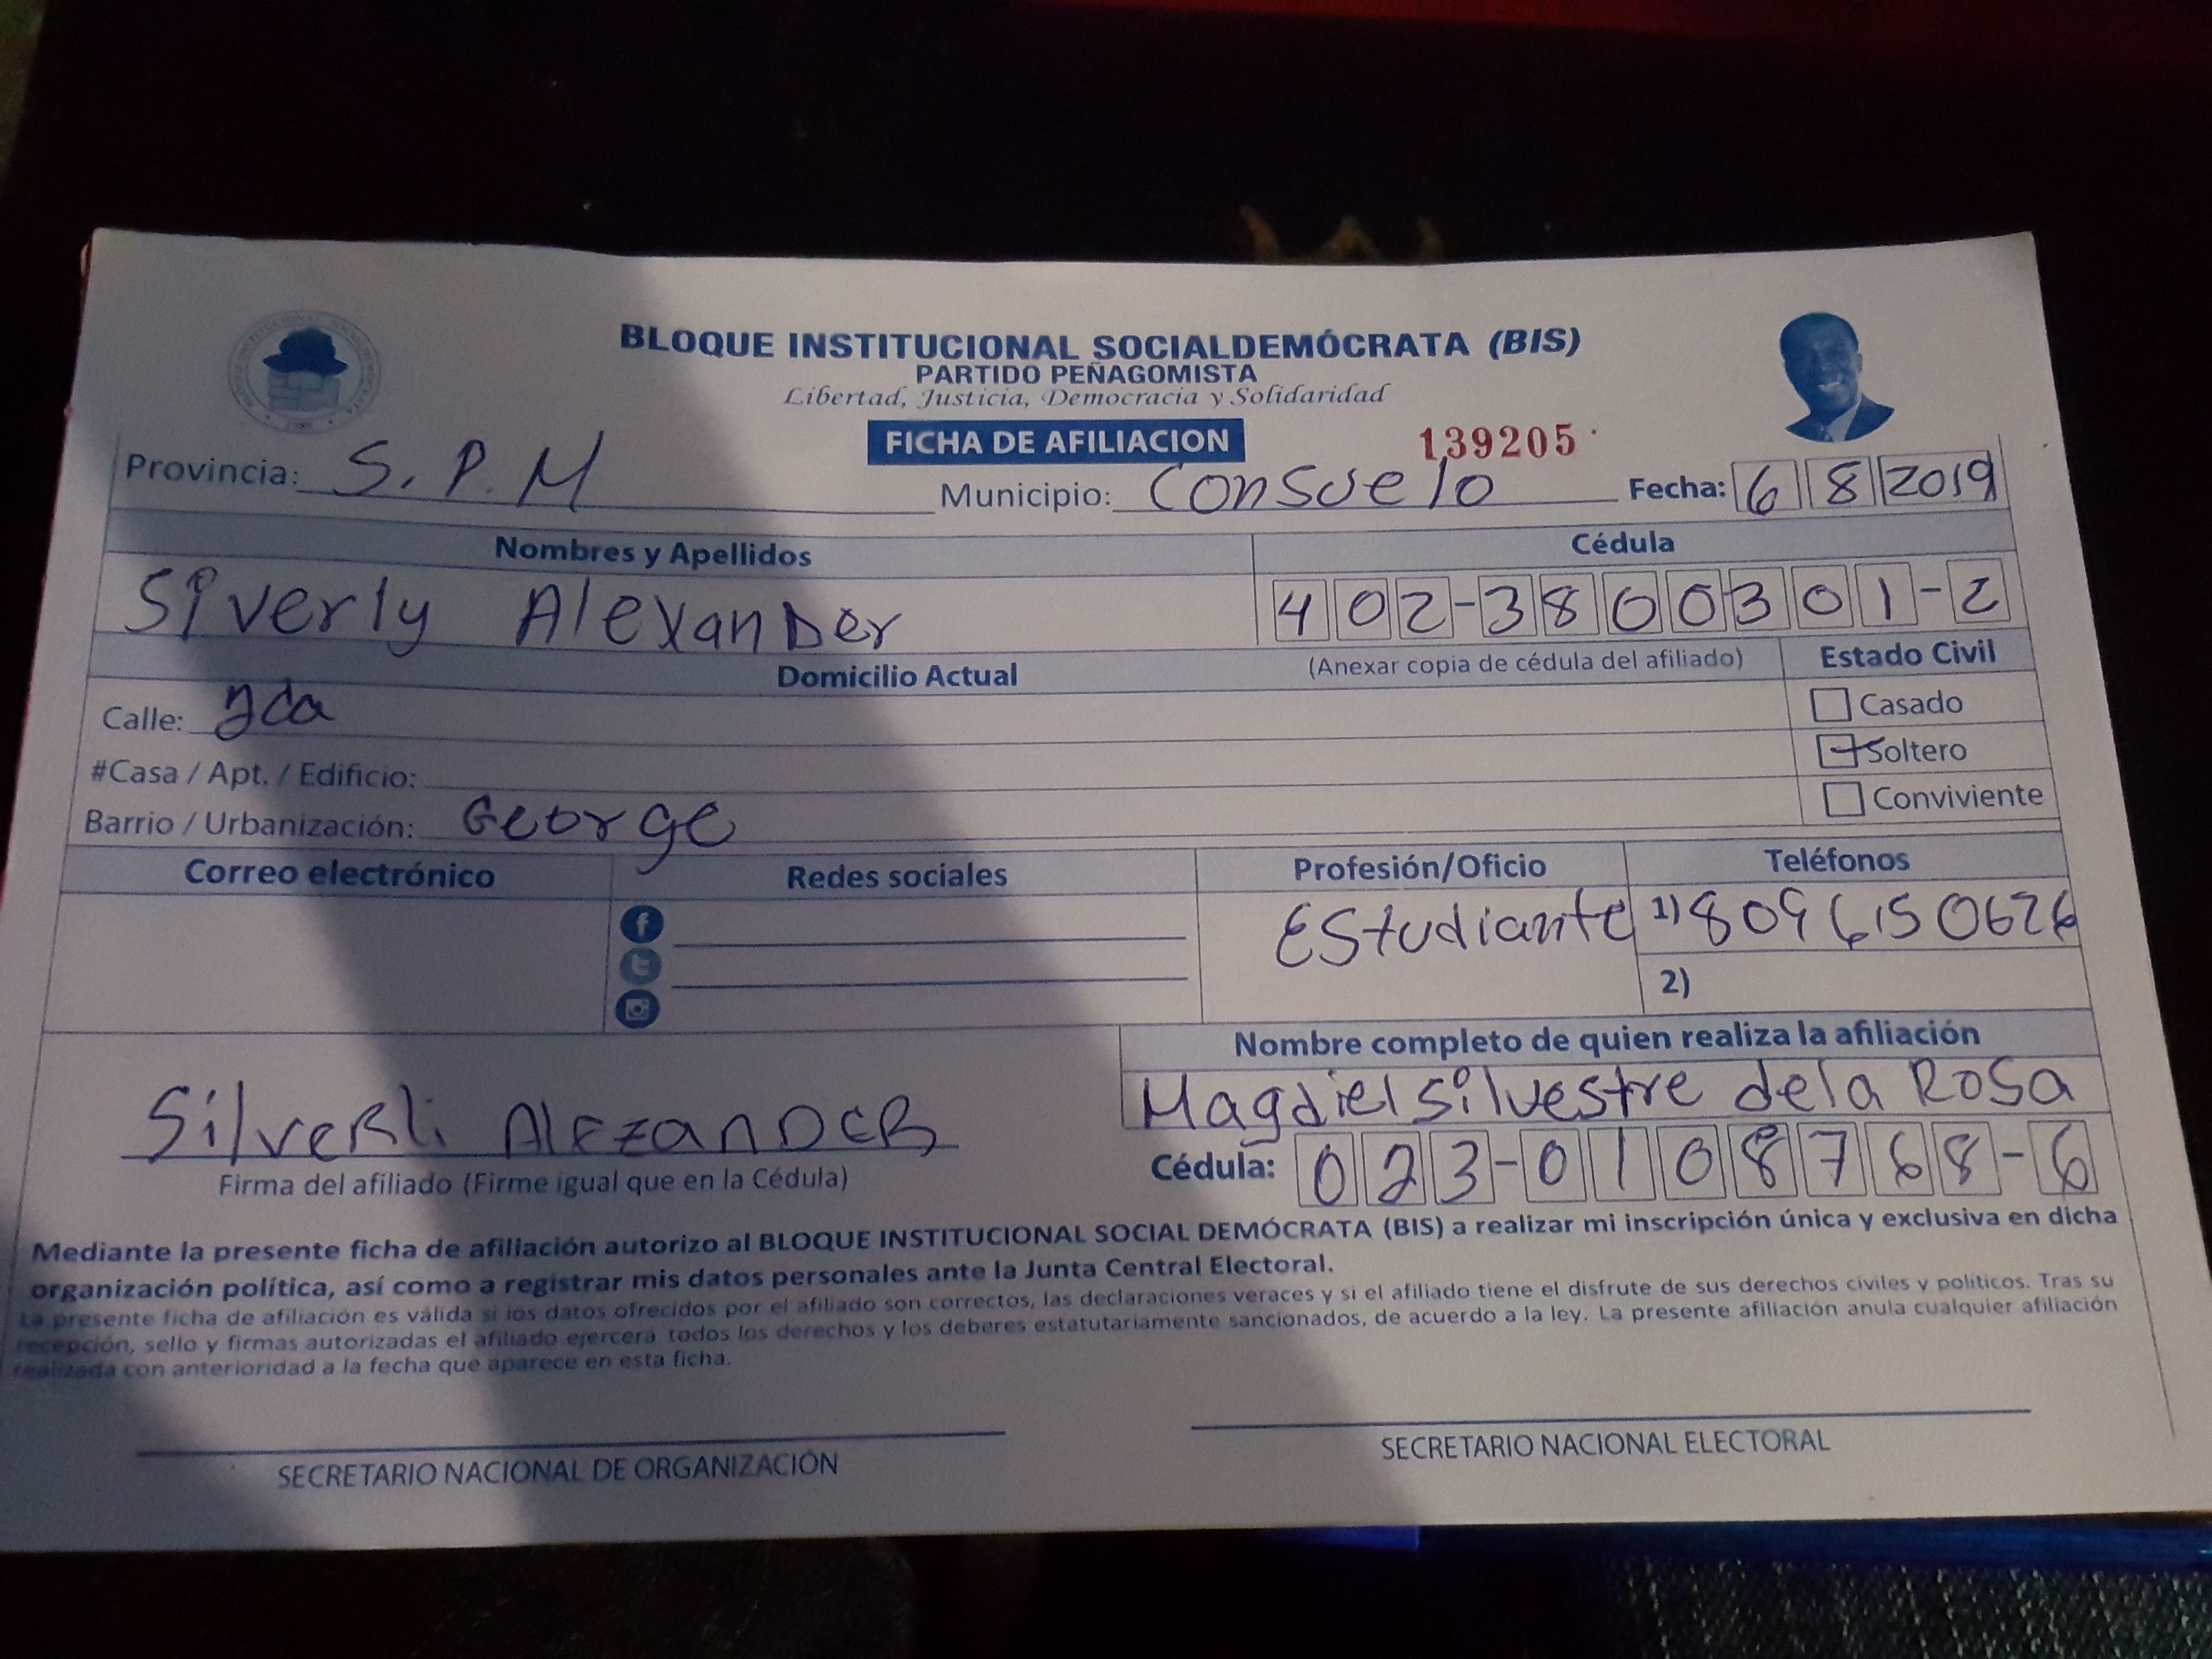 BLOQUE INSTITUCIONAL SOCIALDEMÓCRATA (BIS)
PARTIDO PEÑAGOMISTA
Libertad, Justicia, Democracia y Solidaridad
FICHA DE AFILIACION
139205
Provincia: S. P. M Municipio: Consuelo Fecha: 6 8 2019
Nombres y Apellidos Cédula
Siverly Alexander 402-3800301-2
Domicilio Actual (Anexar copia de cédula del afiliado) Estado Civil
Calle: 2da
Casado
#Casa / Apt. / Edificio:
Soltero
Barrio / Urbanización: George
Conviviente
Correo electrónico Redes sociales Profesión/Oficio Teléfonos
Estudiante 1) 8096150626
2)
Nombre completo de quien realiza la afiliación
Magdiel silvestre dela Rosa
Silverli Alezander
Cédula: 023-0108768-6
Firma del afiliado (Firme igual que en la Cédula)
Mediante la presente ficha de afiliación autorizo al BLOQUE INSTITUCIONAL SOCIAL DEMÓCRATA (BIS) a realizar mi inscripción única y exclusiva en dicha
organización política, así como a registrar mis datos personales ante la Junta Central Electoral.
La presente ficha de afiliación es válida si los datos ofrecidos por el afiliado son correctos, las declaraciones veraces y si el afiliado tiene el disfrute de sus derechos civiles y políticos. Tras su
recepción, sello y firmas autorizadas el afiliado ejercerá todos los derechos y los deberes estatutariamente sancionados, de acuerdo a la ley. La presente afiliación anula cualquier afiliación
realizada con anterioridad a la fecha que aparece en esta ficha.
SECRETARIO NACIONAL DE ORGANIZACIÓN
SECRETARIO NACIONAL ELECTORAL